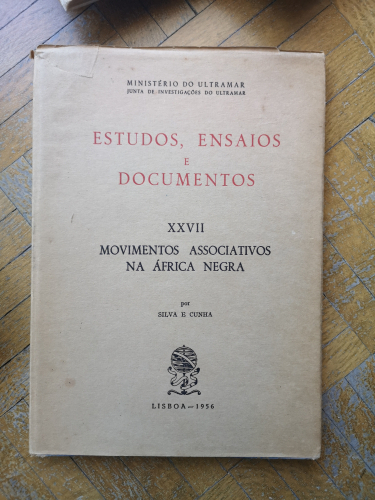 MINISTÉRIO DO ULTRAMAR
JUNTA DE INVESTIGAÇÕES DO ULTRAMAR
ESTUDOS, ENSAIOS
E
DOCUMENTOS
XXVII
MOVIMENTOS ASSOCIATIVOS
NA ÁFRICA NEGRA
por
SILVA E CUNHA
LISBOA — 1956